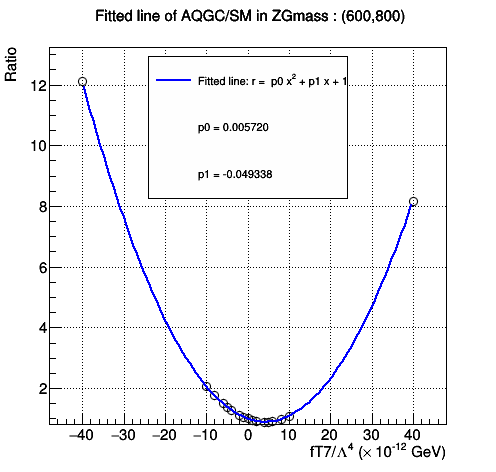 Fitted line of AQGC/SM in ZGmass : (600,800)
Ratio
Fitted line: r = p0 x² + p1 x + 1
p0 = 0.005720
p1 = -0.049338
12
10
8
6
4
2
−40 −30 −20 −10 0 10 20 30 40
fT7/Λ⁴ (× 10⁻¹² GeV)